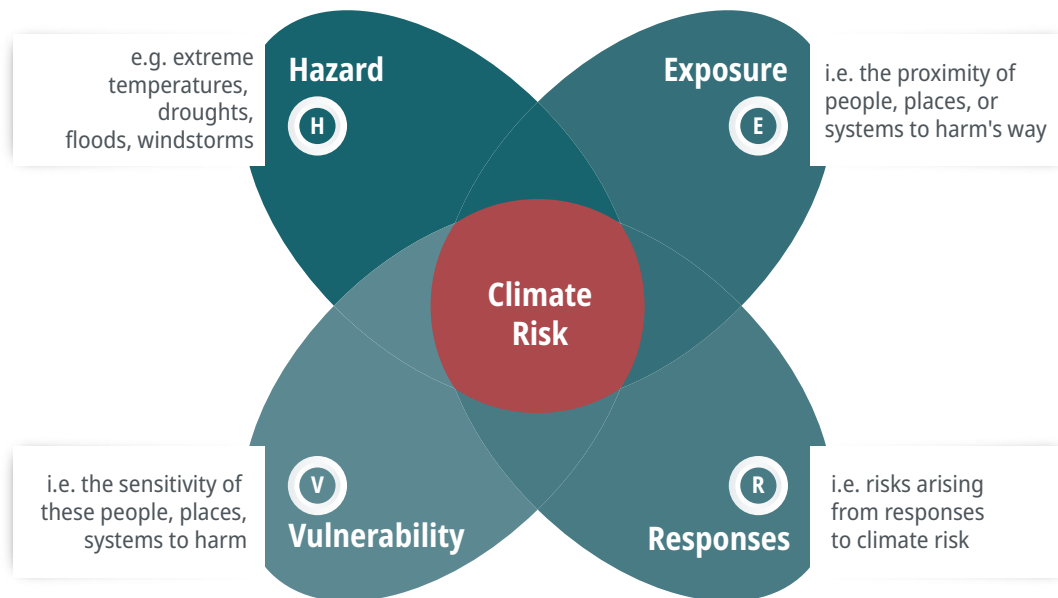 e.g. extreme
temperatures,
droughts,
floods, windstorms
Hazard
H
Exposure
E
i.e. the proximity of
people, places, or
systems to harm's way
Climate
Risk
i.e. the sensitivity of
these people, places,
systems to harm
V
Vulnerability
R
Responses
i.e. risks arising
from responses
to climate risk